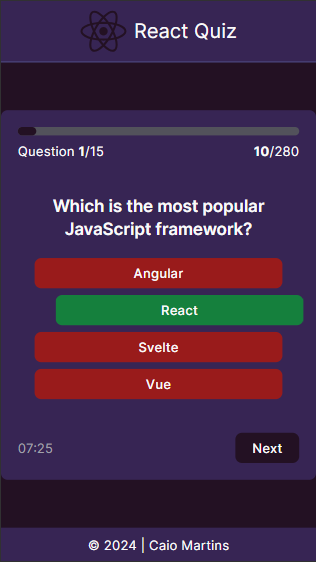 React Quiz
Question 1/15
10/280
Which is the most popular
JavaScript framework?
Angular
React
Svelte
Vue
07:25
Next
© 2024 | Caio Martins